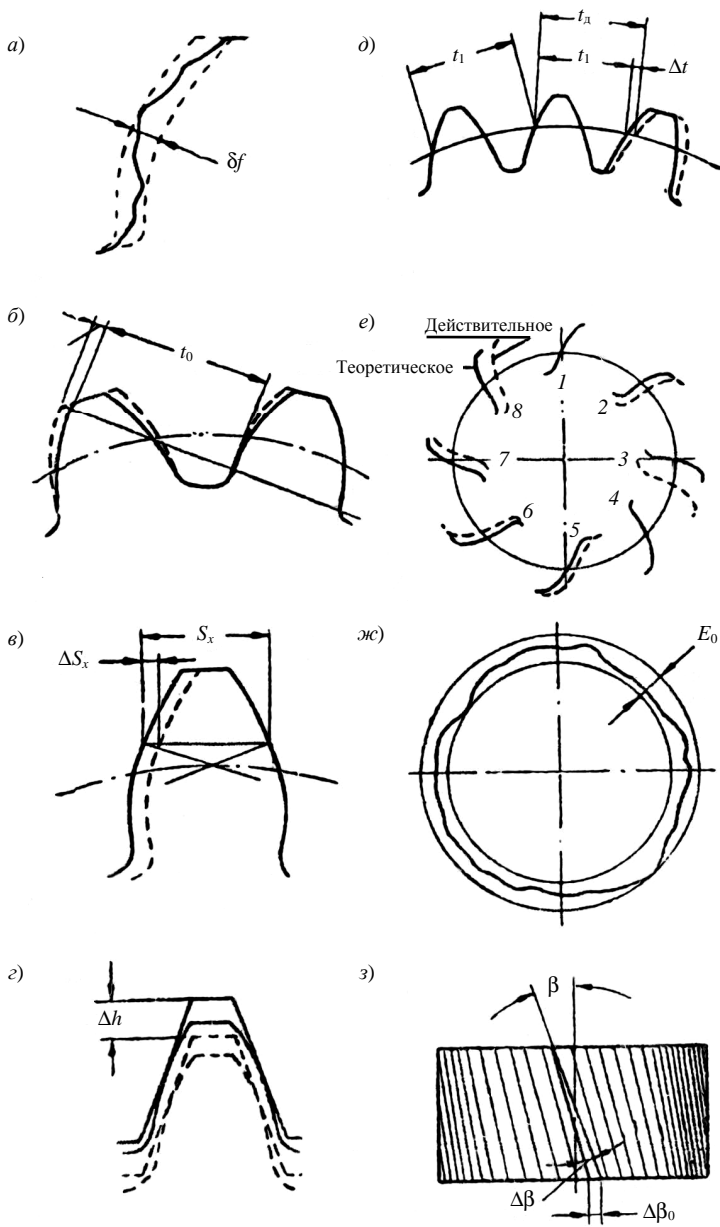 а)
δf
д)
tд
t1
t1
Δt
б)
t0
е)
Действительное
Теоретическое
1
2
3
4
5
6
7
8
в)
Sx
ΔSx
ж)
E0
г)
Δh
з)
β
Δβ
Δβ0